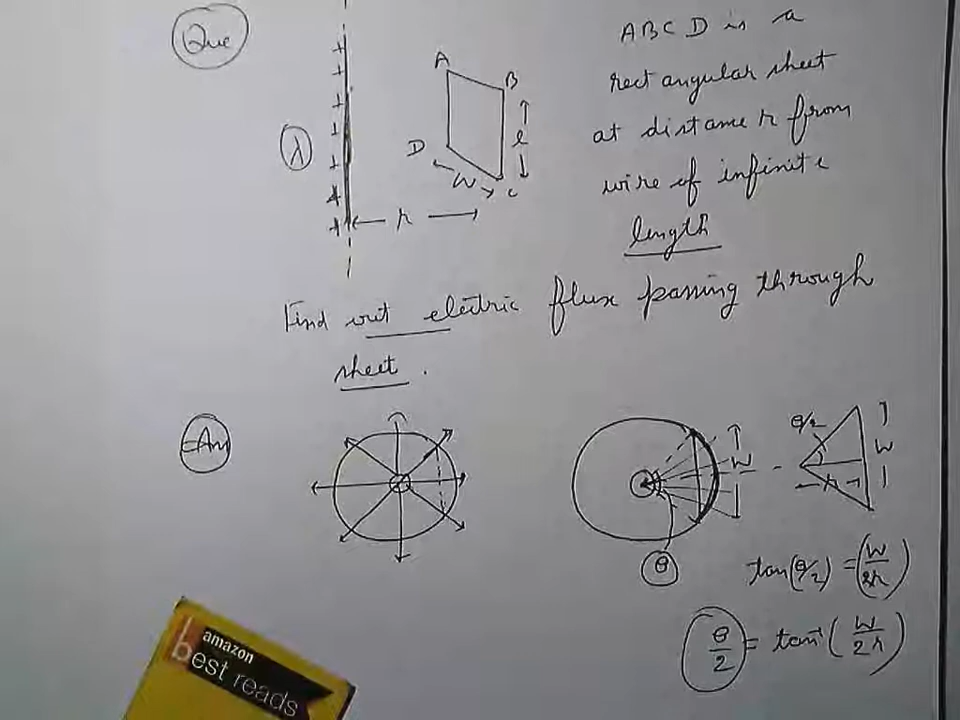 Que
ABCD is a
rectangular sheet
at distance r from
wire of infinite
length
+
+
+
+
+
+
+
λ
A
B
D
C
l
w
r
Find out electric flux passing through
sheet.
Ans
θ
w
θ/2
w
r
tan(θ/2) = (w/2r)
θ/2 = tan⁻¹(w/2r)
amazon
best reads